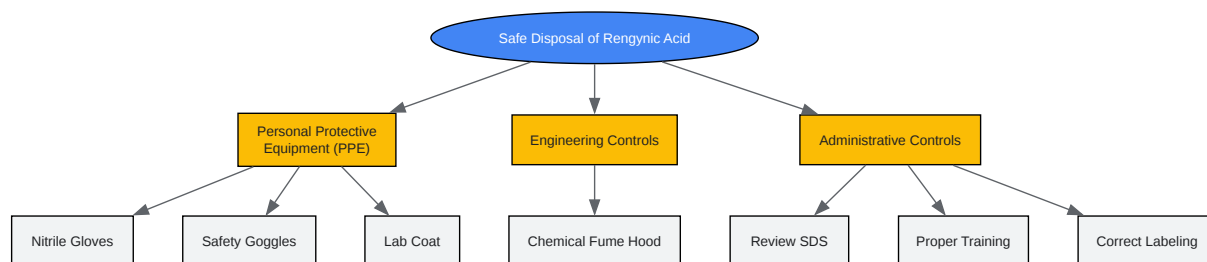 Safe Disposal of Rengynic Acid
Personal Protective
Equipment (PPE)
Engineering Controls
Administrative Controls
Nitrile Gloves
Safety Goggles
Lab Coat
Chemical Fume Hood
Review SDS
Proper Training
Correct Labeling